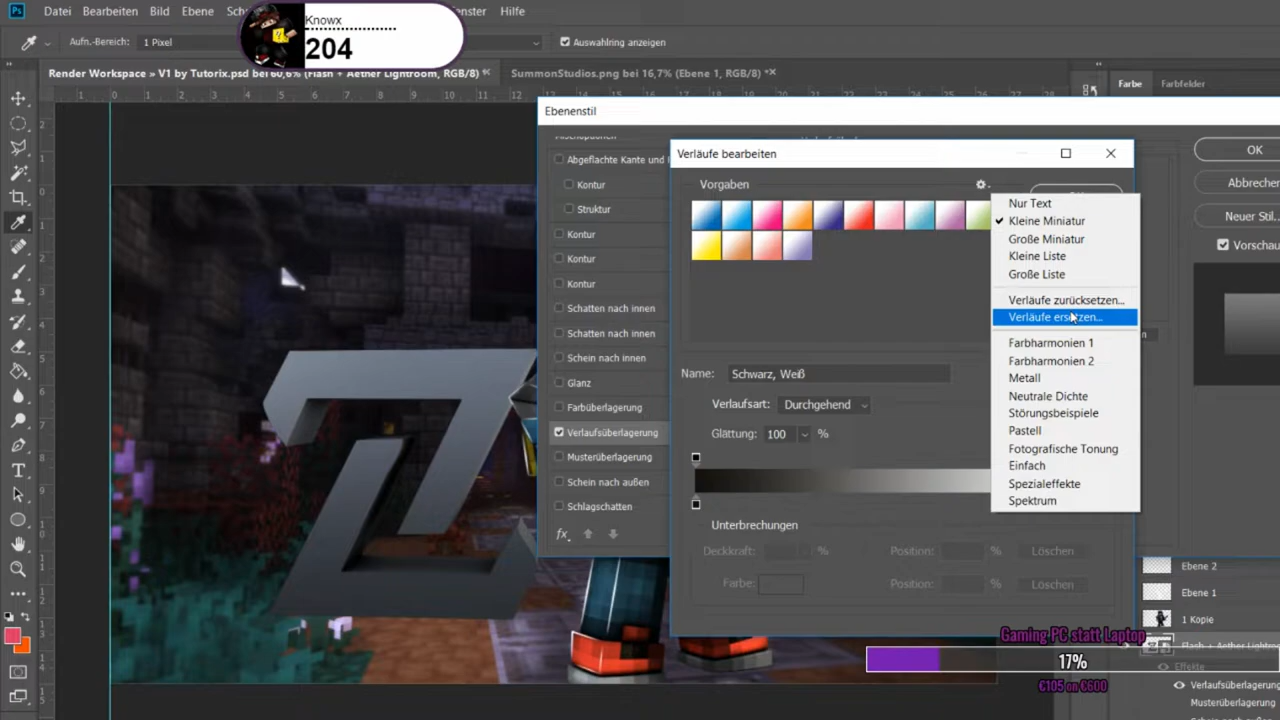 Datei Bearbeiten Bild Ebene
Hilfe
Knowx
204
Aufn.-Bereich: 1 Pixel
Auswahlring anzeigen
Render Workspace » V1 by Tutorix.psd bei 60,6% (Flash + Aether Lightroom, RGB/8) *
SummonStudios.png bei 16,7% (Ebene 1, RGB/8) *
Farbe Farbfelder
Ebenenstil
Abgeflachte Kante und
Kontur
Struktur
Kontur
Kontur
Kontur
Schatten nach innen
Schatten nach innen
Schein nach innen
Glanz
Farbüberlagerung
Verlaufsüberlagerung
Musterüberlagerung
Schein nach außen
Schlagschatten
fx
Verläufe bearbeiten
Vorgaben
Name: Schwarz, Weiß
Verlaufsart: Durchgehend
Glättung: 100 %
Unterbrechungen
Deckkraft: % Position: % Löschen
Farbe: Position: % Löschen
Nur Text
Kleine Miniatur
Große Miniatur
Kleine Liste
Große Liste
Verläufe zurücksetzen...
Verläufe ersetzen...
Farbharmonien 1
Farbharmonien 2
Metall
Neutrale Dichte
Störungsbeispiele
Pastell
Fotografische Tonung
Einfach
Spezialeffekte
Spektrum
OK
Abbrechen
Neuer Stil...
Vorschau
Ebene 2
Ebene 1
1 Kopie
Flash + Aether Lightroom
Effekte
Verlaufsüberlagerung
Musterüberlagerung
Gaming PC statt Laptop
17%
€105 on €600